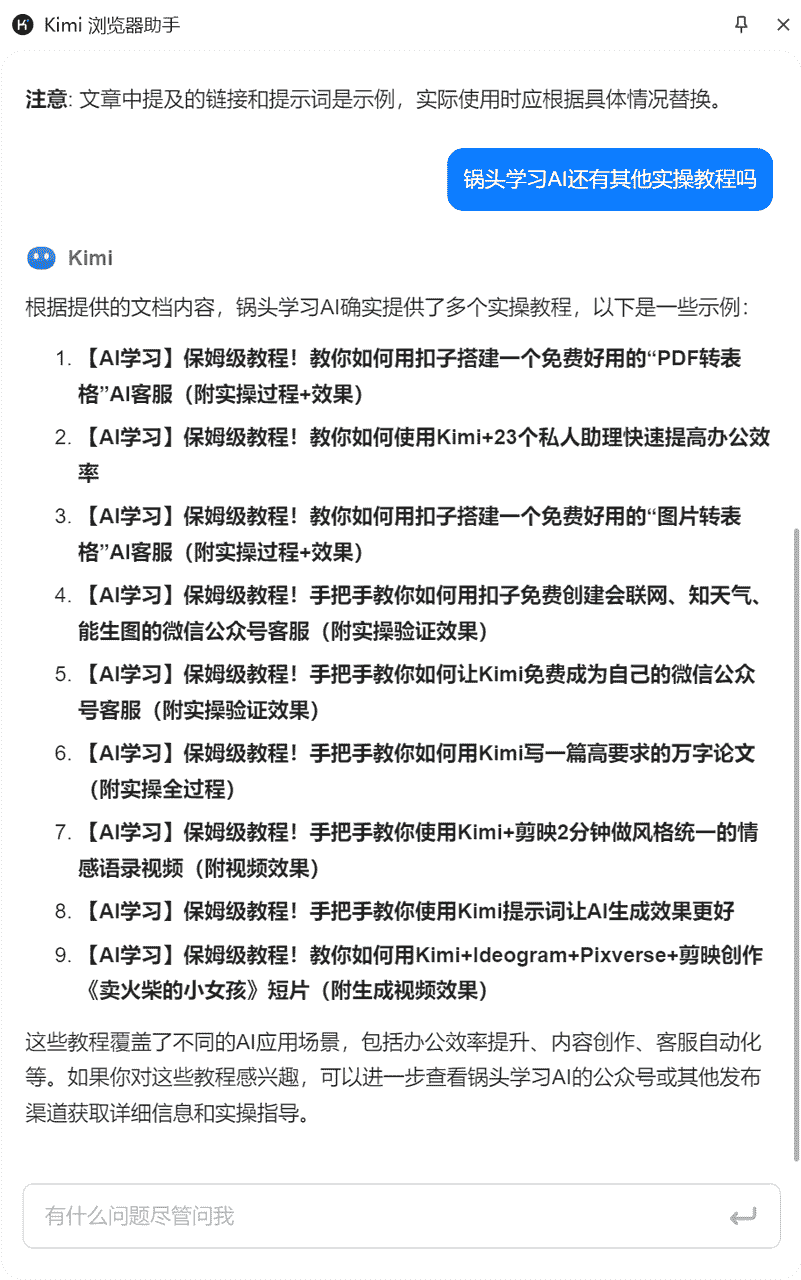 Kimi 浏览器助手
注意: 文章中提及的链接和提示词是示例，实际使用时应根据具体情况替换。
锅头学习AI还有其他实操教程吗
Kimi
根据提供的文档内容，锅头学习AI确实提供了多个实操教程，以下是一些示例：
1. 【AI学习】保姆级教程！教你如何用扣子搭建一个免费好用的“PDF转表
格”AI客服（附实操过程+效果）
2. 【AI学习】保姆级教程！教你如何使用Kimi+23个私人助理快速提高办公效
率
3. 【AI学习】保姆级教程！教你如何用扣子搭建一个免费好用的“图片转表
格”AI客服（附实操过程+效果）
4. 【AI学习】保姆级教程！手把手教你如何用扣子免费创建会联网、知天气、
能生图的微信公众号客服（附实操验证效果）
5. 【AI学习】保姆级教程！手把手教你如何让Kimi免费成为自己的微信公众
号客服（附实操验证效果）
6. 【AI学习】保姆级教程！手把手教你如何用Kimi写一篇高要求的万字论文
（附实操全过程）
7. 【AI学习】保姆级教程！手把手教你使用Kimi+剪映2分钟做风格统一的情
感语录视频（附视频效果）
8. 【AI学习】保姆级教程！手把手教你使用Kimi提示词让AI生成效果更好
9. 【AI学习】保姆级教程！教你如何用Kimi+Ideogram+Pixverse+剪映创作
《卖火柴的小女孩》短片（附生成视频效果）
这些教程覆盖了不同的AI应用场景，包括办公效率提升、内容创作、客服自动化
等。如果你对这些教程感兴趣，可以进一步查看锅头学习AI的公众号或其他发布
渠道获取详细信息和实操指导。
有什么问题尽管问我